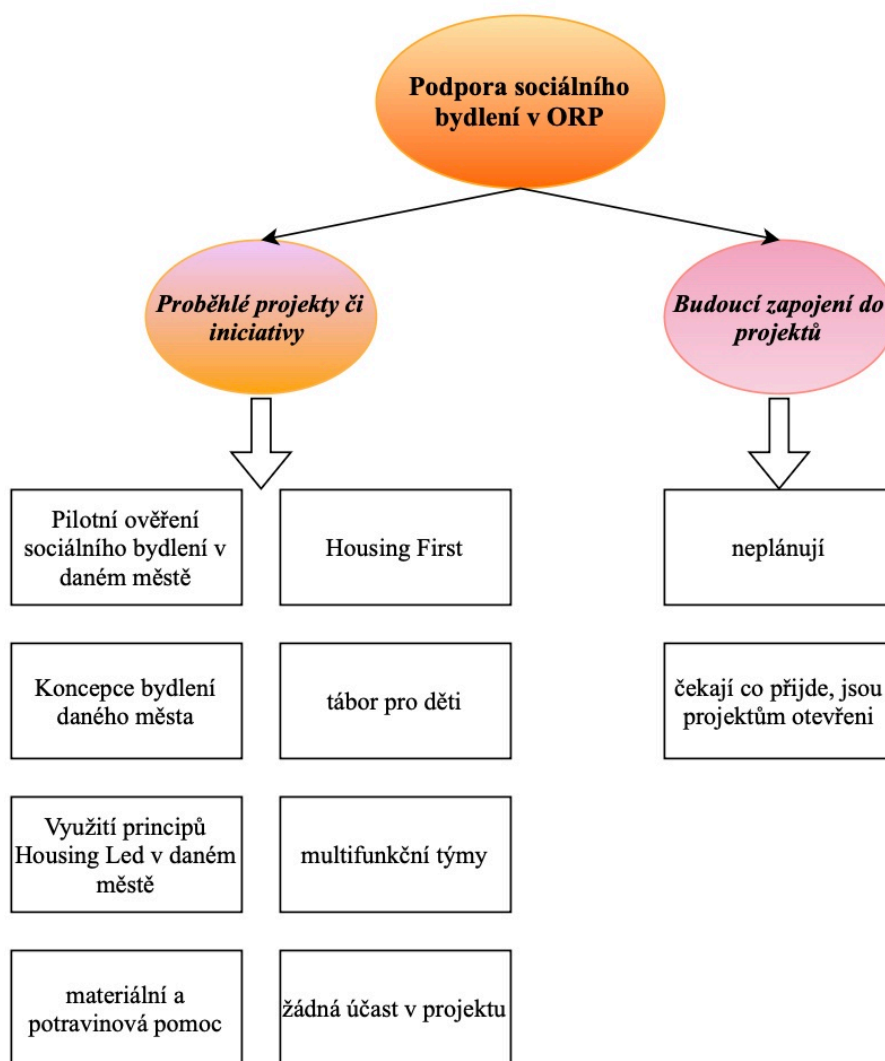 Podpora sociálního
bydlení v ORP
Proběhlé projekty či
iniciativy
Budoucí zapojení do
projektů
Pilotní ověření
sociálního bydlení v
daném městě
Housing First
neplánují
Koncepce bydlení
daného města
tábor pro děti
čekají co přijde, jsou
projektům otevřeni
Využití principů
Housing Led v daném
městě
multifunkční týmy
materiální a
potravinová pomoc
žádná účast v projektu